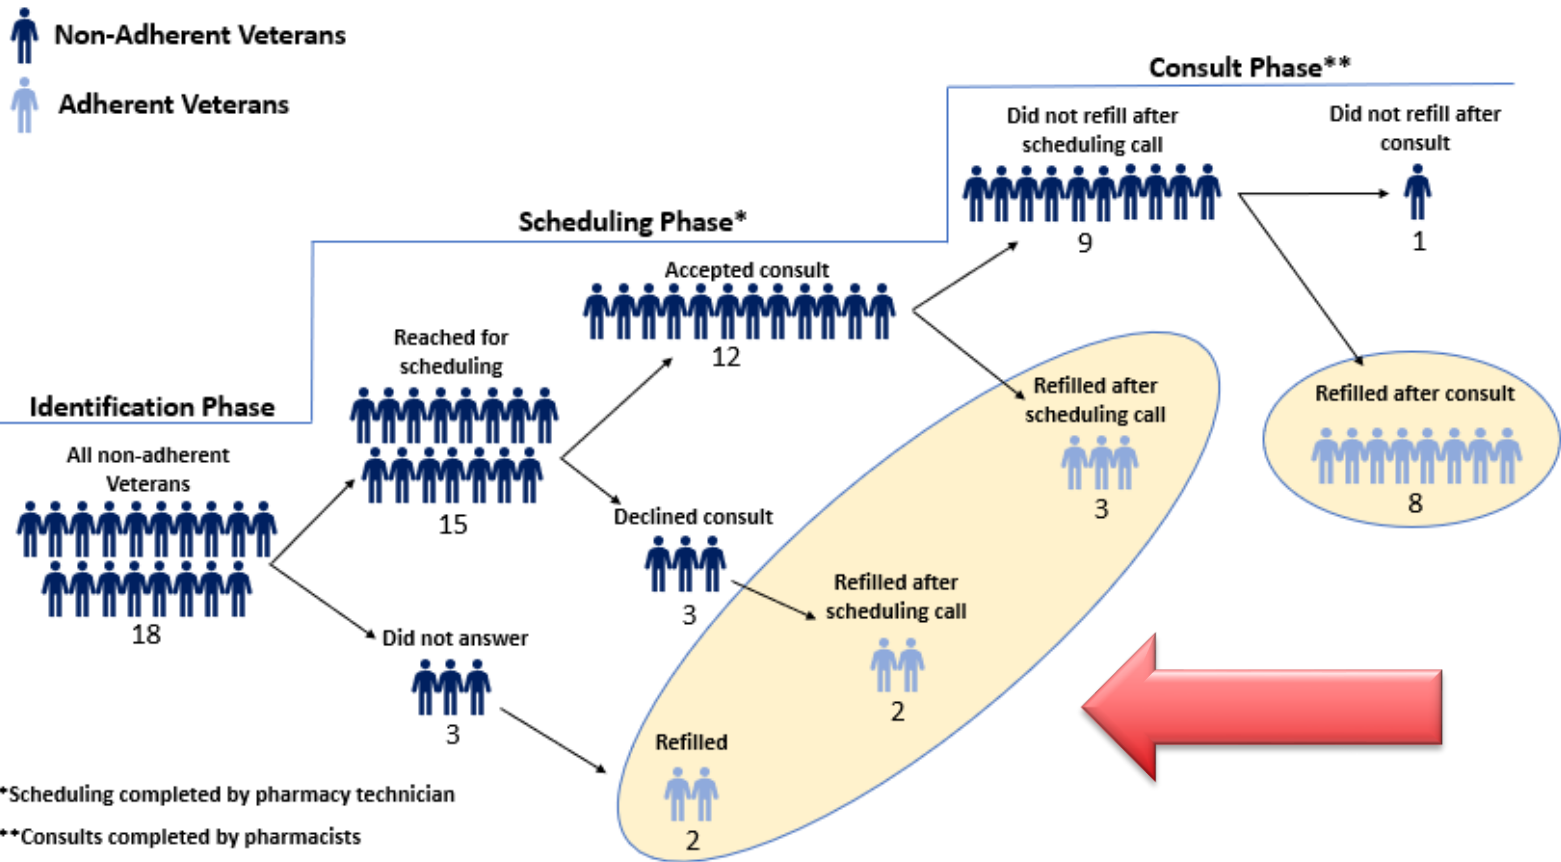 Non-Adherent Veterans
Adherent Veterans
Identification Phase
All non-adherent
Veterans
18
Scheduling Phase*
Reached for
scheduling
15
Did not answer
3
Accepted consult
12
Declined consult
3
Refilled
2
Refilled after
scheduling call
2
Refilled after
scheduling call
3
Consult Phase**
Did not refill after
scheduling call
9
Did not refill after
consult
1
Refilled after consult
8
*Scheduling completed by pharmacy technician
**Consults completed by pharmacists